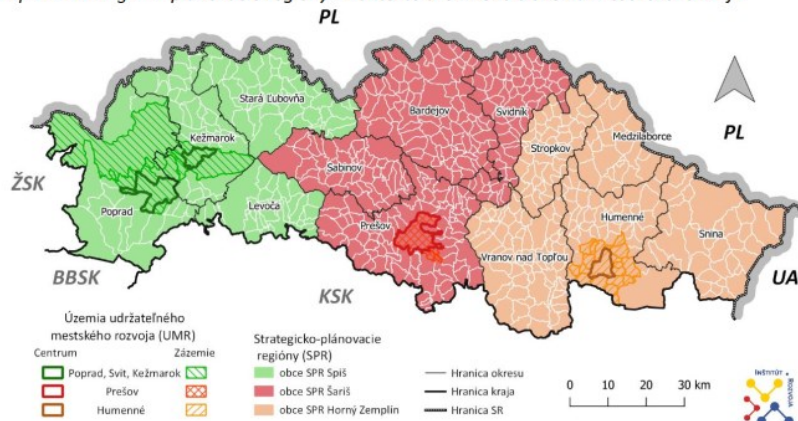 PL
Stará Ľubovňa
Bardejov
Svidník
Kežmarok
Stropkov
Medzilaborce
PL
Sabinov
ŽSK
Poprad
Levoča
Prešov
Humenné
Snina
Vranov nad Topľou
BBSK
KSK
UA
Územia udržateľného
mestského rozvoja (UMR)
Centrum
Zázemie
Poprad, Svit, Kežmarok
Prešov
Humenné
Strategicko-plánovacie
regióny (SPR)
obce SPR Spiš
obce SPR Šariš
obce SPR Horný Zemplín
Hranica okresu
Hranica kraja
Hranica SR
0 10 20 30 km
INŠTITÚT
ROZVOJA